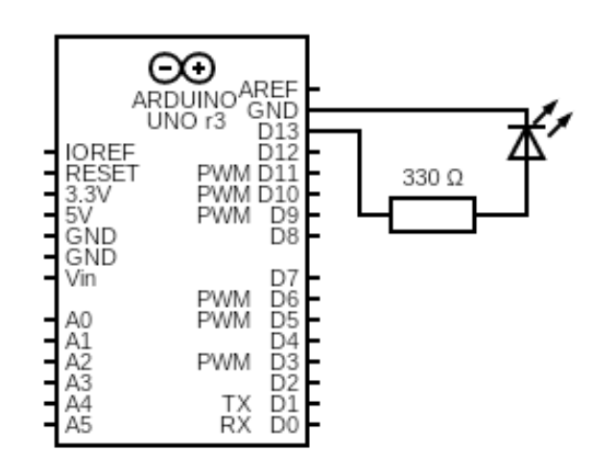 AREF
ARDUINO
GND
UNO r3
D13
IOREF D12
RESET PWM D11
330 Ω
3.3V PWM D10
5V PWM D9
GND D8
GND
Vin D7
PWM D6
A0 PWM D5
A1 D4
A2 PWM D3
A3 D2
A4 TX D1
A5 RX D0